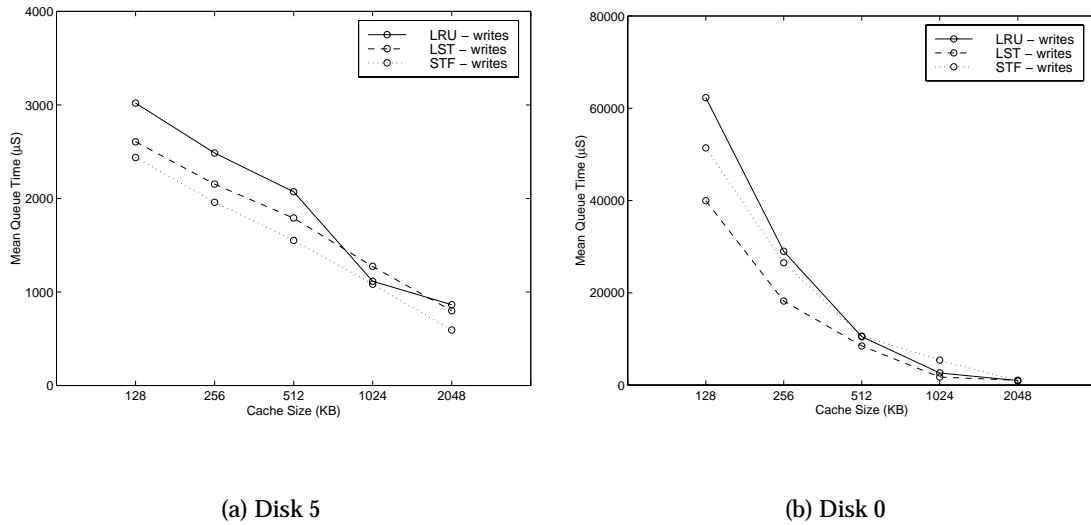 4000
3000
2000
1000
0
Mean Queue Time (µS)
128 256 512 1024 2048
Cache Size (KB)
LRU – writes
LST – writes
STF – writes
(a) Disk 5
80000
60000
40000
20000
0
Mean Queue Time (µS)
128 256 512 1024 2048
Cache Size (KB)
LRU – writes
LST – writes
STF – writes
(b) Disk 0